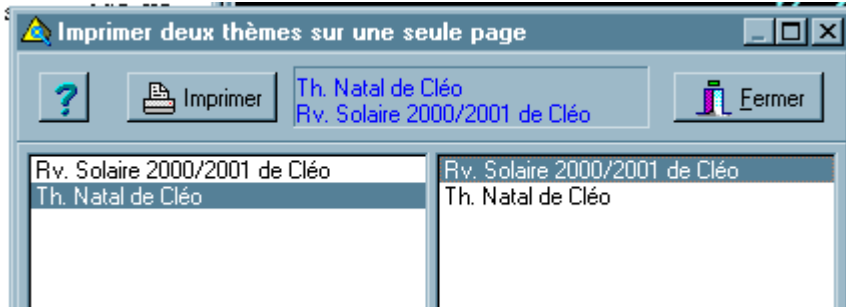 Imprimer deux thèmes sur une seule page
?
Imprimer
Th. Natal de Cléo
Rv. Solaire 2000/2001 de Cléo
Fermer
Rv. Solaire 2000/2001 de Cléo
Th. Natal de Cléo
Rv. Solaire 2000/2001 de Cléo
Th. Natal de Cléo